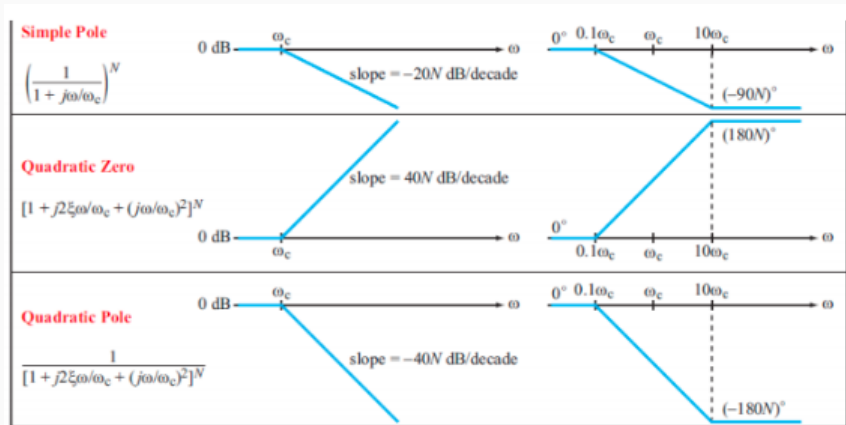 Simple Pole
(1 / (1 + jω/ω_c))^N
0 dB
ω_c
ω
slope = −20N dB/decade
0° 0.1ω_c ω_c 10ω_c
ω
(−90N)°
Quadratic Zero
[1 + j2ξω/ω_c + (jω/ω_c)²]^N
slope = 40N dB/decade
0 dB
ω_c
ω
(180N)°
0°
0.1ω_c ω_c 10ω_c
ω
Quadratic Pole
1 / [1 + j2ξω/ω_c + (jω/ω_c)²]^N
0 dB
ω_c
ω
slope = −40N dB/decade
0° 0.1ω_c ω_c 10ω_c
ω
(−180N)°